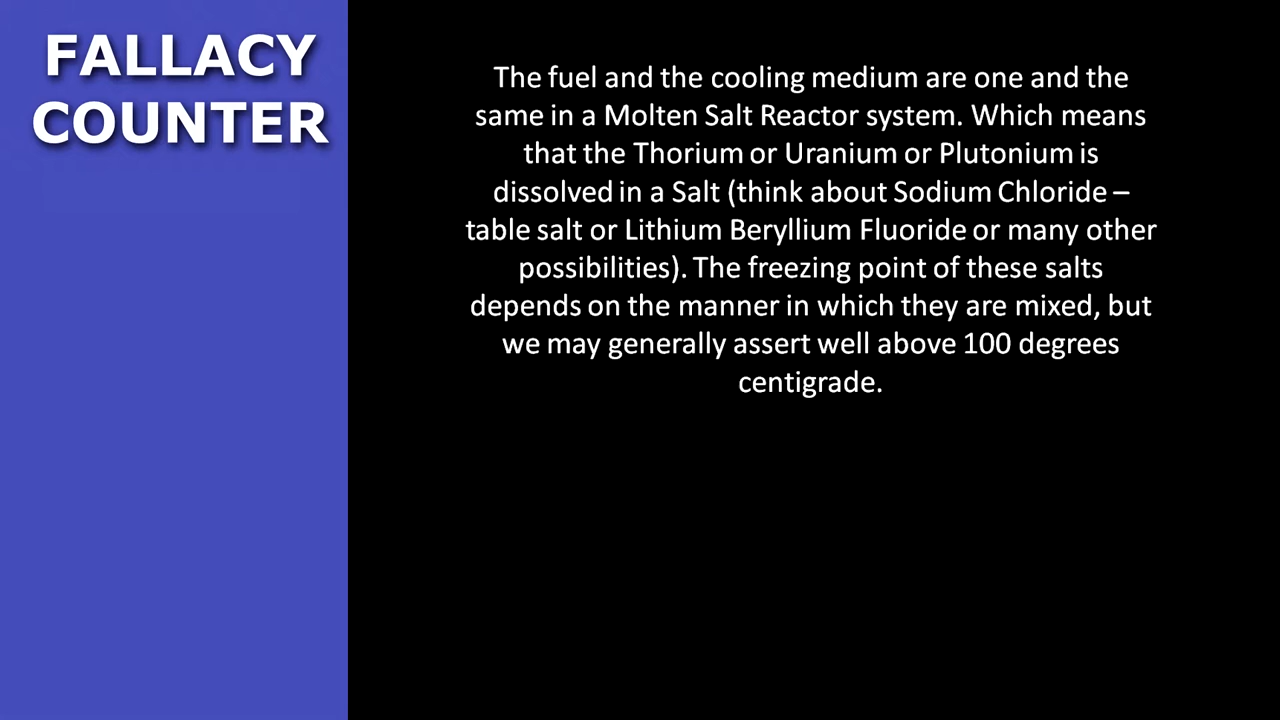 FALLACY
COUNTER
The fuel and the cooling medium are one and the
same in a Molten Salt Reactor system. Which means
that the Thorium or Uranium or Plutonium is
dissolved in a Salt (think about Sodium Chloride –
table salt or Lithium Beryllium Fluoride or many other
possibilities). The freezing point of these salts
depends on the manner in which they are mixed, but
we may generally assert well above 100 degrees
centigrade.